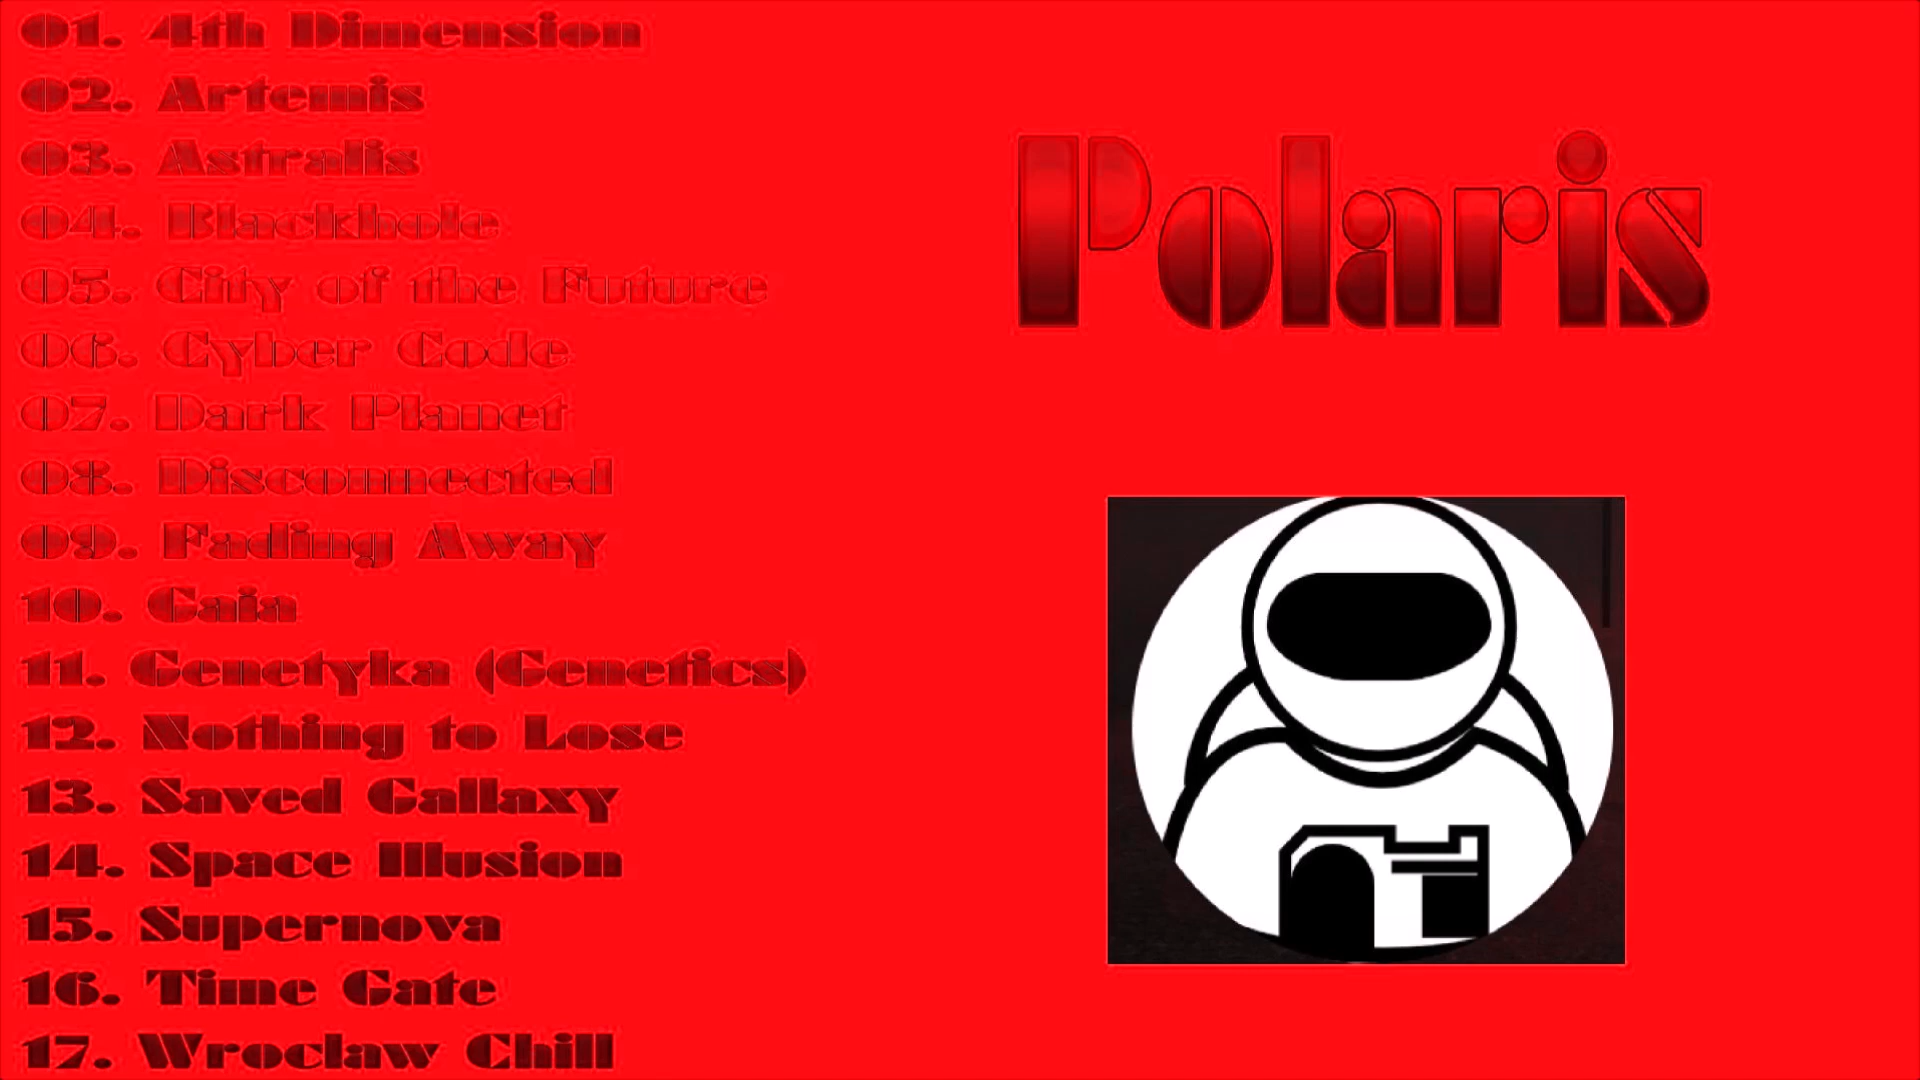 01. 4th Dimension
02. Artemis
03. Astralis
04. Blackhole
05. City of the Future
06. Cyber Code
07. Dark Planet
08. Disconnected
09. Fading Away
10. Gaia
11. Genetyka (Genetics)
12. Nothing to Lose
13. Saved Gallaxy
14. Space Illusion
15. Supernova
16. Time Gate
17. Wroclaw Chill
Polaris